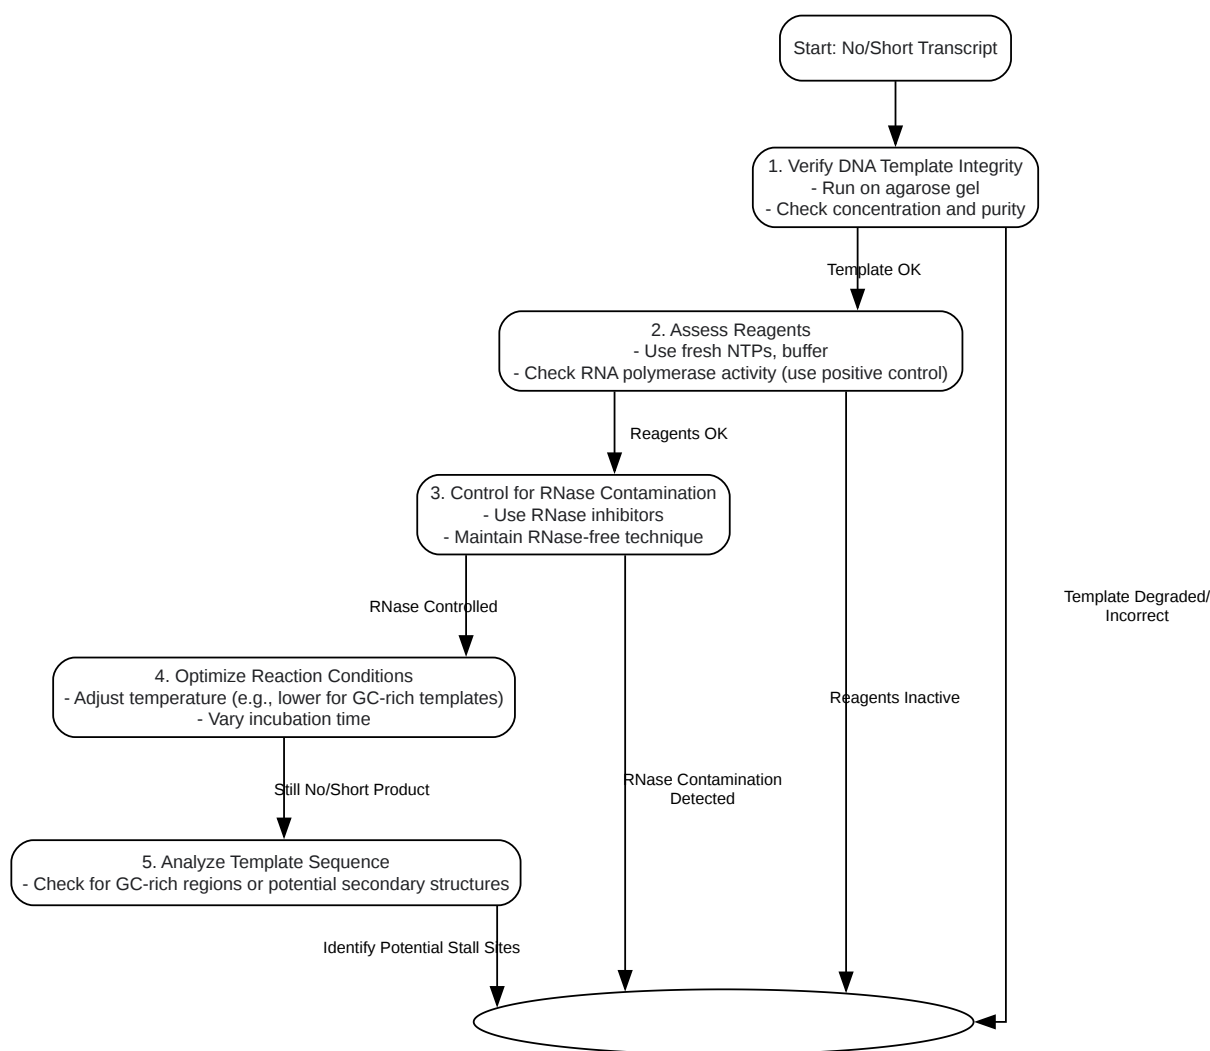 Start: No/Short Transcript
1. Verify DNA Template Integrity
- Run on agarose gel
- Check concentration and purity
Template OK
2. Assess Reagents
- Use fresh NTPs, buffer
- Check RNA polymerase activity (use positive control)
Reagents OK
3. Control for RNase Contamination
- Use RNase inhibitors
- Maintain RNase-free technique
Template Degraded/
Incorrect
RNase Controlled
4. Optimize Reaction Conditions
- Adjust temperature (e.g., lower for GC-rich templates)
- Vary incubation time
Reagents Inactive
Still No/Short Product
RNase Contamination
Detected
5. Analyze Template Sequence
- Check for GC-rich regions or potential secondary structures
Identify Potential Stall Sites